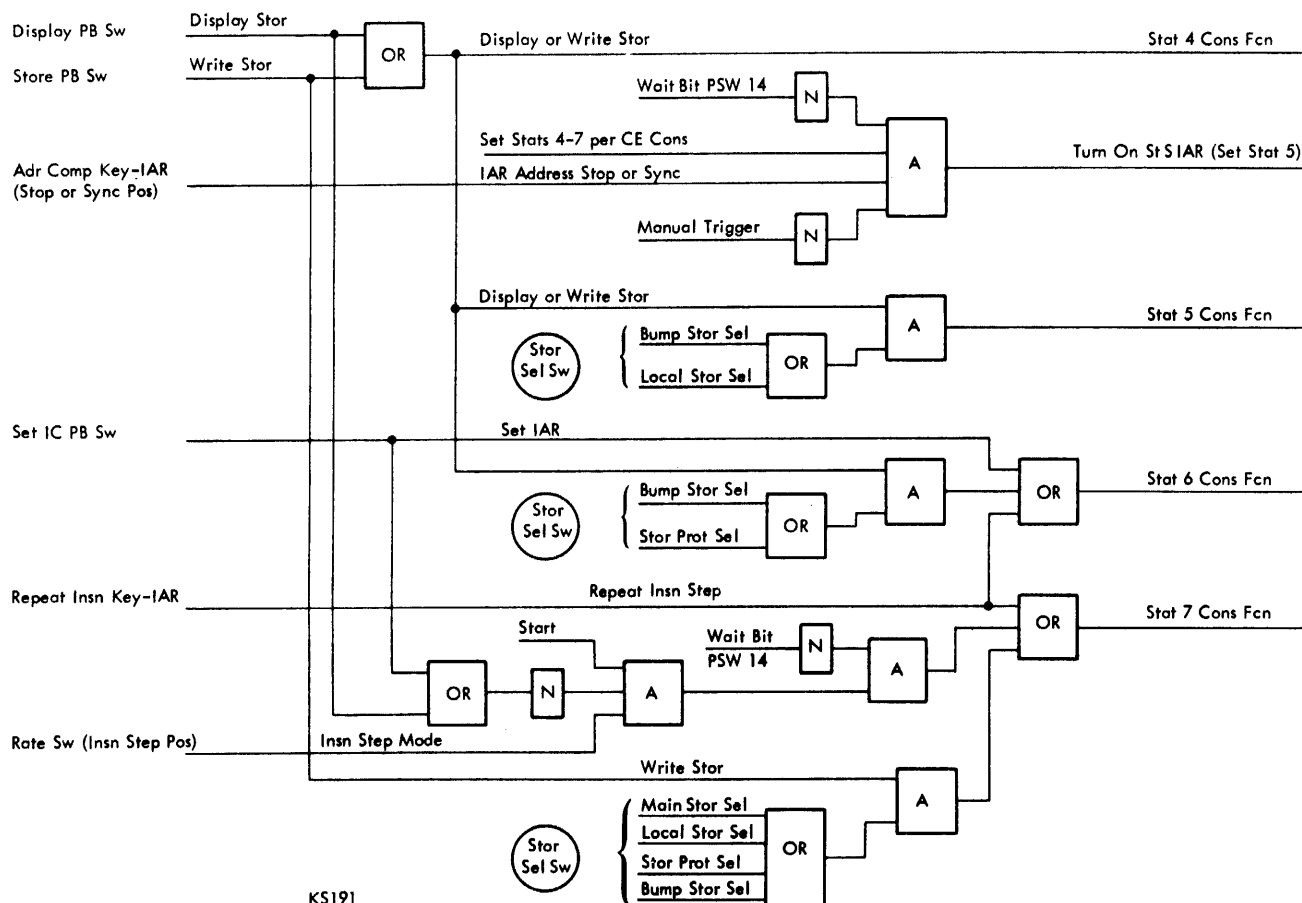 Display PB Sw
Display Stor
OR
Display or Write Stor
Stat 4 Cons Fcn
Store PB Sw
Write Stor
Wait Bit PSW 14
N
Set Stats 4-7 per CE Cons
A
Turn On StSIAR (Set Stat 5)
Adr Comp Key-IAR
(Stop or Sync Pos)
IAR Address Stop or Sync
Manual Trigger
N
Display or Write Stor
A
Stat 5 Cons Fcn
Stor
Sel Sw
Bump Stor Sel
Local Stor Sel
OR
Set IC PB Sw
Set IAR
Stor
Sel Sw
Bump Stor Sel
Stor Prot Sel
OR
A
OR
Stat 6 Cons Fcn
Repeat Insn Key-IAR
Repeat Insn Step
OR
Stat 7 Cons Fcn
Start
Wait Bit
PSW 14
N
A
OR
N
A
Rate Sw (Insn Step Pos)
Insn Step Mode
Write Stor
A
Stor
Sel Sw
Main Stor Sel
Local Stor Sel
Stor Prot Sel
Bump Stor Sel
OR
KS191